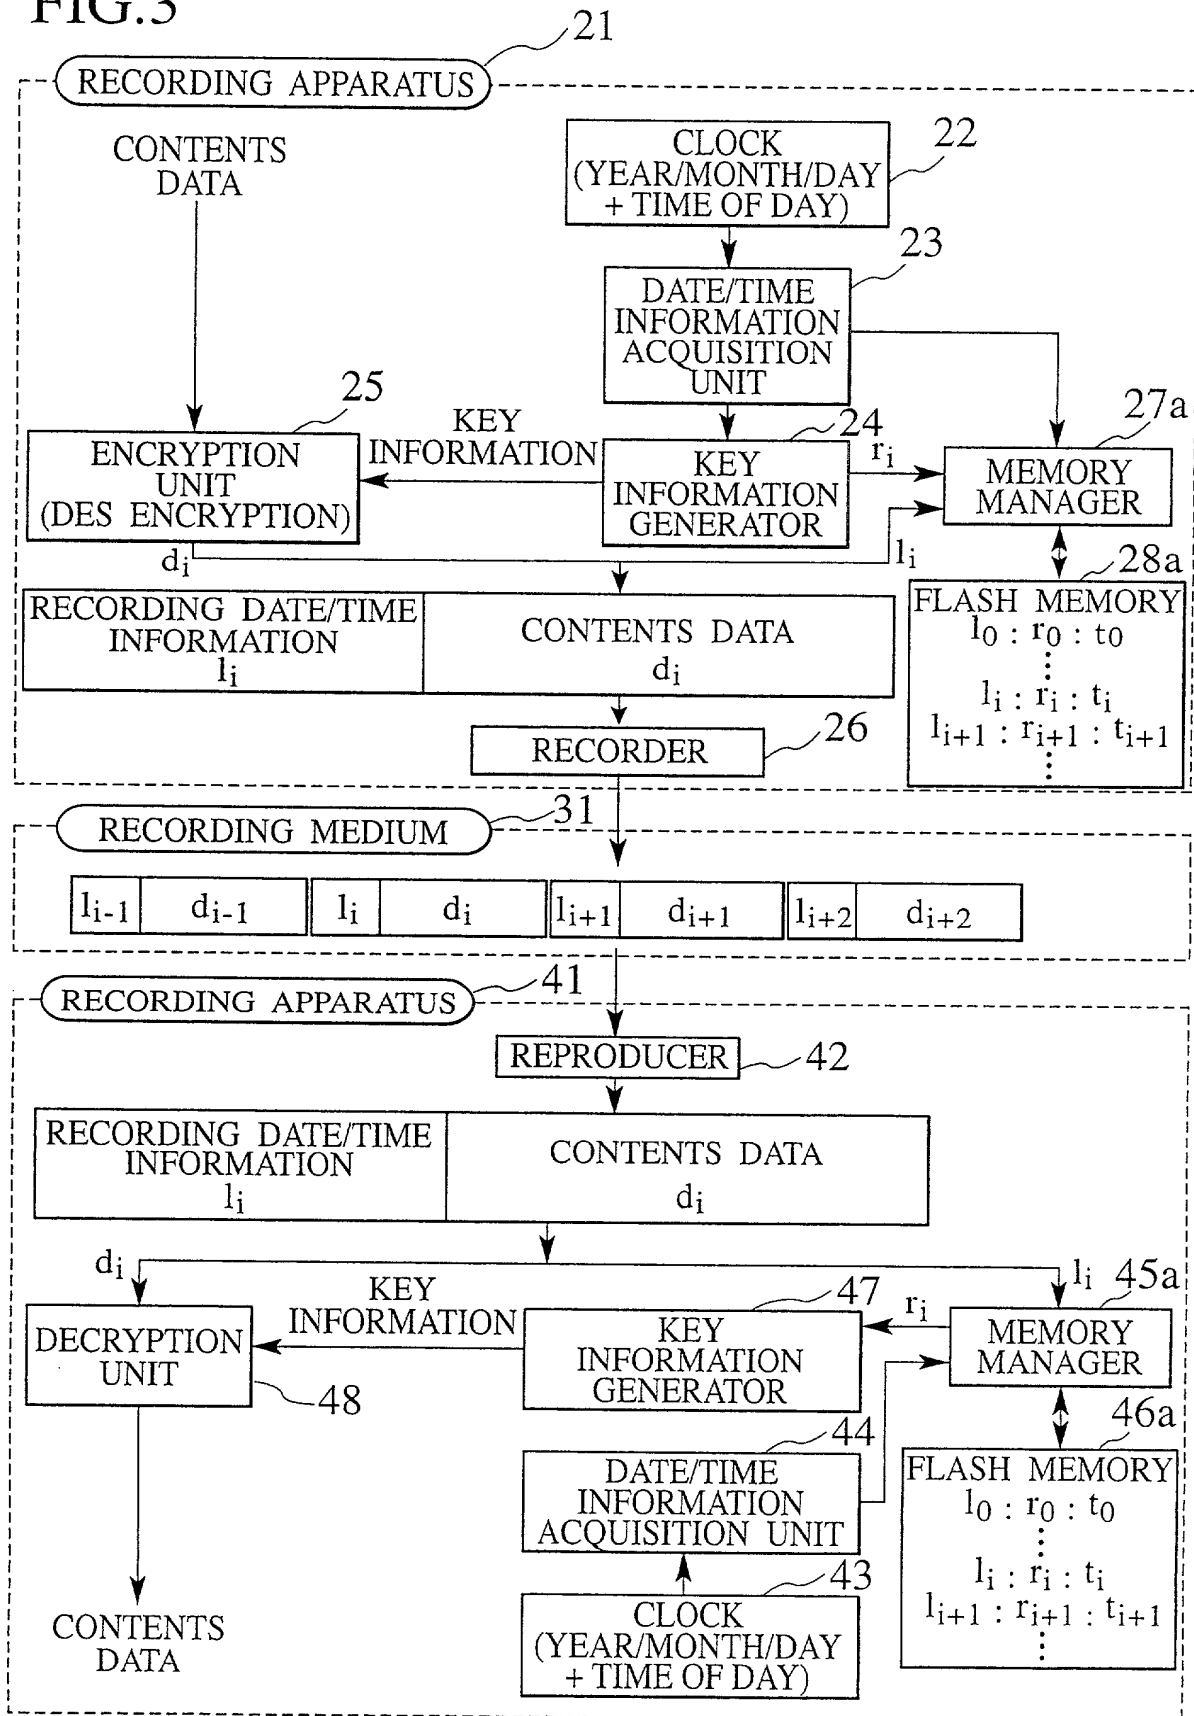 FIG.3
21
RECORDING APPARATUS
CONTENTS
DATA
CLOCK
(YEAR/MONTH/DAY
+ TIME OF DAY)
22
23
DATE/TIME
INFORMATION
ACQUISITION
UNIT
25
KEY
INFORMATION
24
27a
ENCRYPTION
UNIT
(DES ENCRYPTION)
KEY
INFORMATION
GENERATOR
ri
MEMORY
MANAGER
di
li
28a
RECORDING DATE/TIME
INFORMATION
li
CONTENTS DATA
di
FLASH MEMORY
l0 : r0 : t0
⋮
li : ri : ti
li+1 : ri+1 : ti+1
⋮
RECORDER
26
RECORDING MEDIUM
31
li-1 di-1 li di li+1 di+1 li+2 di+2
RECORDING APPARATUS
41
REPRODUCER
42
RECORDING DATE/TIME
INFORMATION
li
CONTENTS DATA
di
di
li
KEY
INFORMATION
47
ri
45a
DECRYPTION
UNIT
48
KEY
INFORMATION
GENERATOR
MEMORY
MANAGER
44
46a
DATE/TIME
INFORMATION
ACQUISITION UNIT
FLASH MEMORY
l0 : r0 : t0
⋮
li : ri : ti
li+1 : ri+1 : ti+1
⋮
43
CLOCK
(YEAR/MONTH/DAY
+ TIME OF DAY)
CONTENTS
DATA